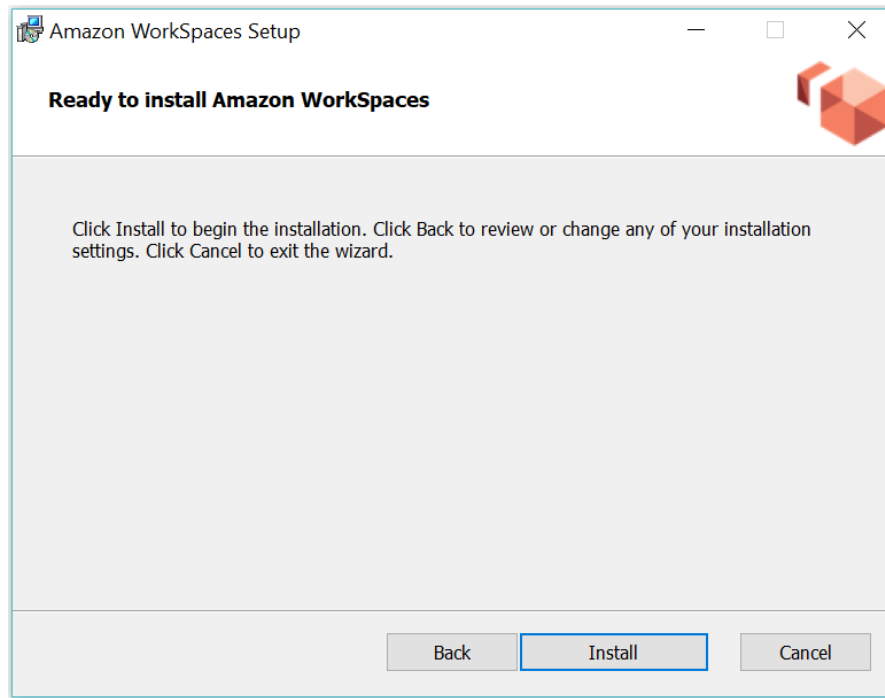 Amazon WorkSpaces Setup
Ready to install Amazon WorkSpaces
Click Install to begin the installation. Click Back to review or change any of your installation
settings. Click Cancel to exit the wizard.
Back Install Cancel